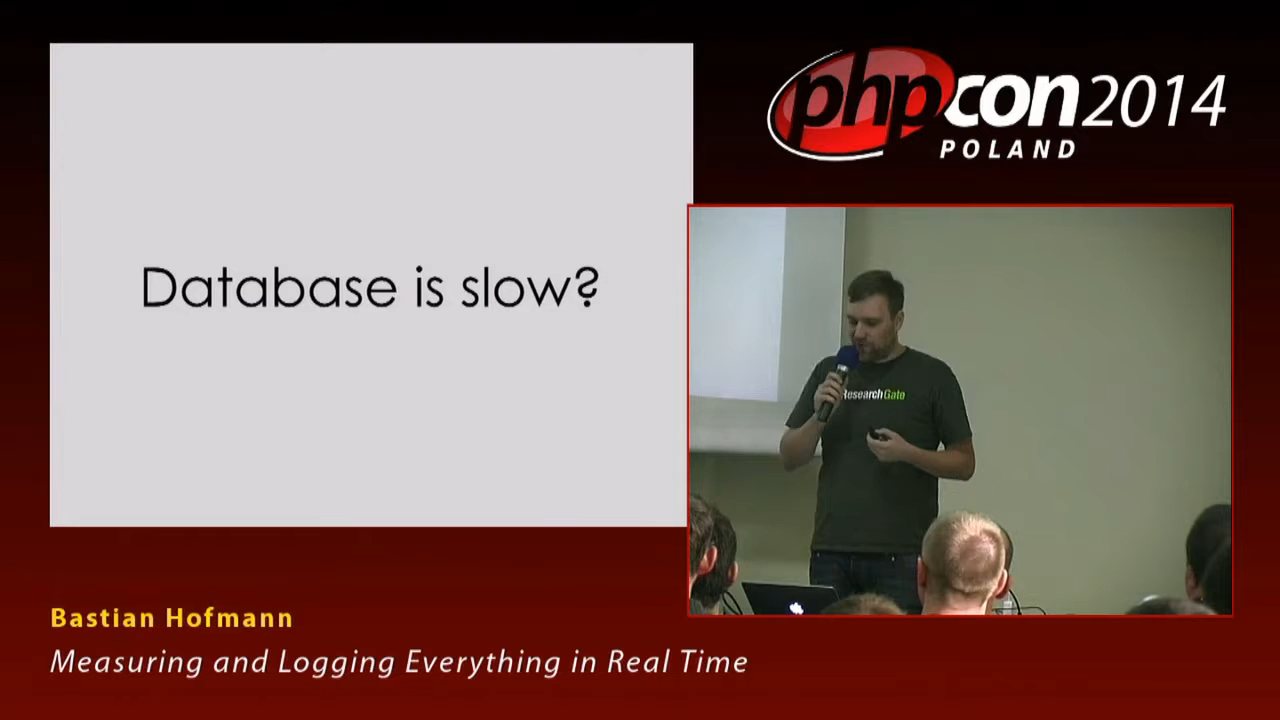 Database is slow?
phpcon2014
POLAND
ResearchGate
Bastian Hofmann
Measuring and Logging Everything in Real Time